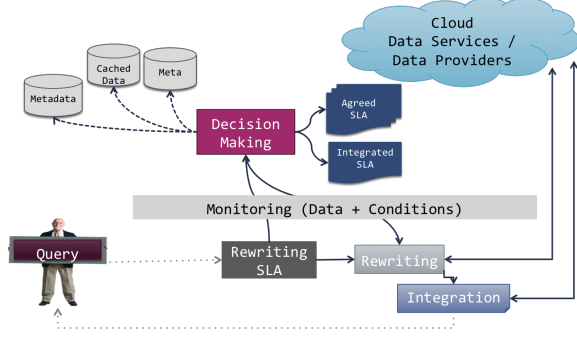 Cloud
Data Services /
Data Providers
Cached
Data
Meta
Metadata
Agreed
SLA
Decision
Making
Integrated
SLA
Monitoring (Data + Conditions)
Query
Rewriting
SLA
Rewriting
Integration